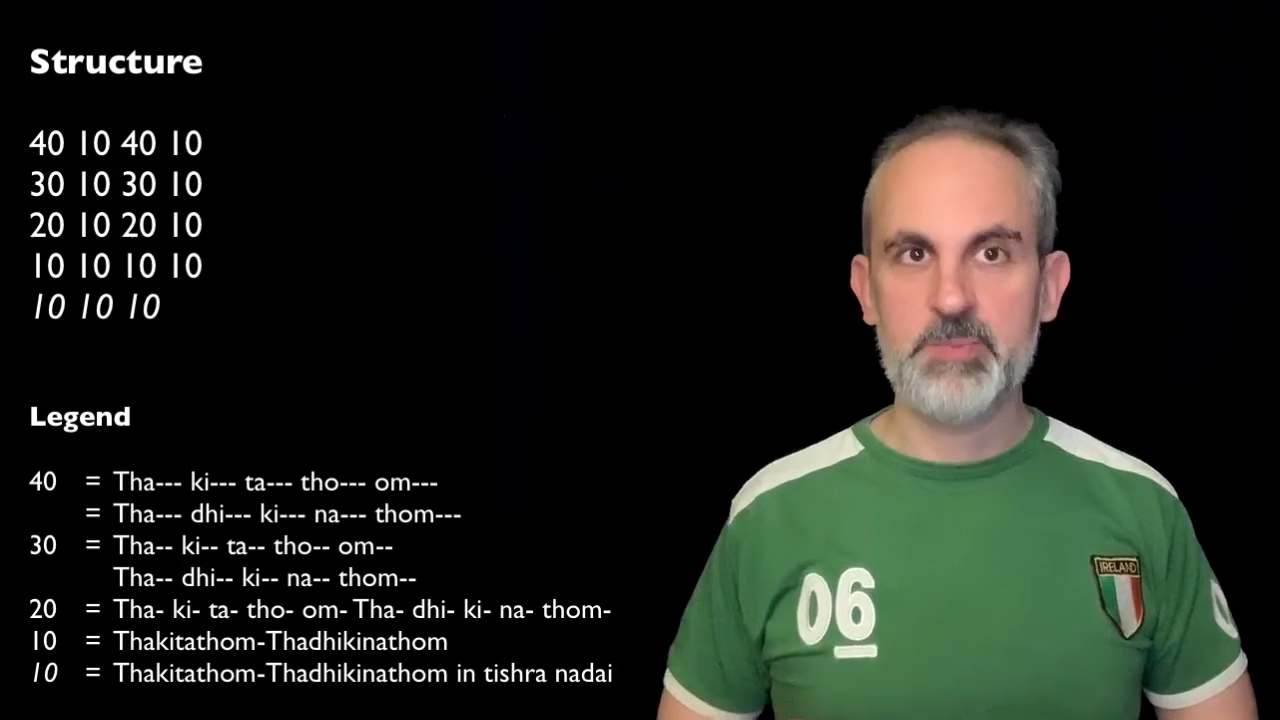 Structure
40 10 40 10
30 10 30 10
20 10 20 10
10 10 10 10
10 10 10
Legend
40 = Tha--- ki--- ta--- tho--- om---
= Tha--- dhi--- ki--- na--- thom---
30 = Tha-- ki-- ta-- tho-- om--
Tha-- dhi-- ki-- na-- thom--
20 = Tha- ki- ta- tho- om- Tha- dhi- ki- na- thom-
10 = Thakitathom-Thadhikinathom
10 = Thakitathom-Thadhikinathom in tishra nadai
06
IRELAND